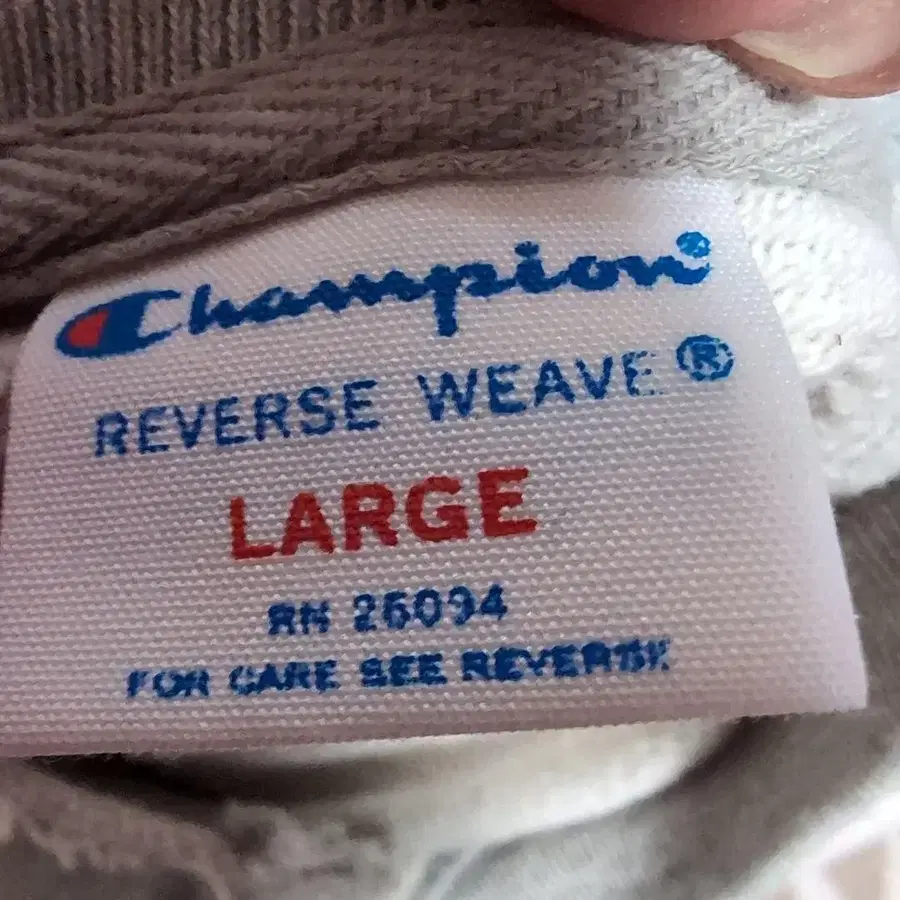 Champion®
REVERSE WEAVE®
LARGE
RN 26094
FOR CARE SEE REVERSE